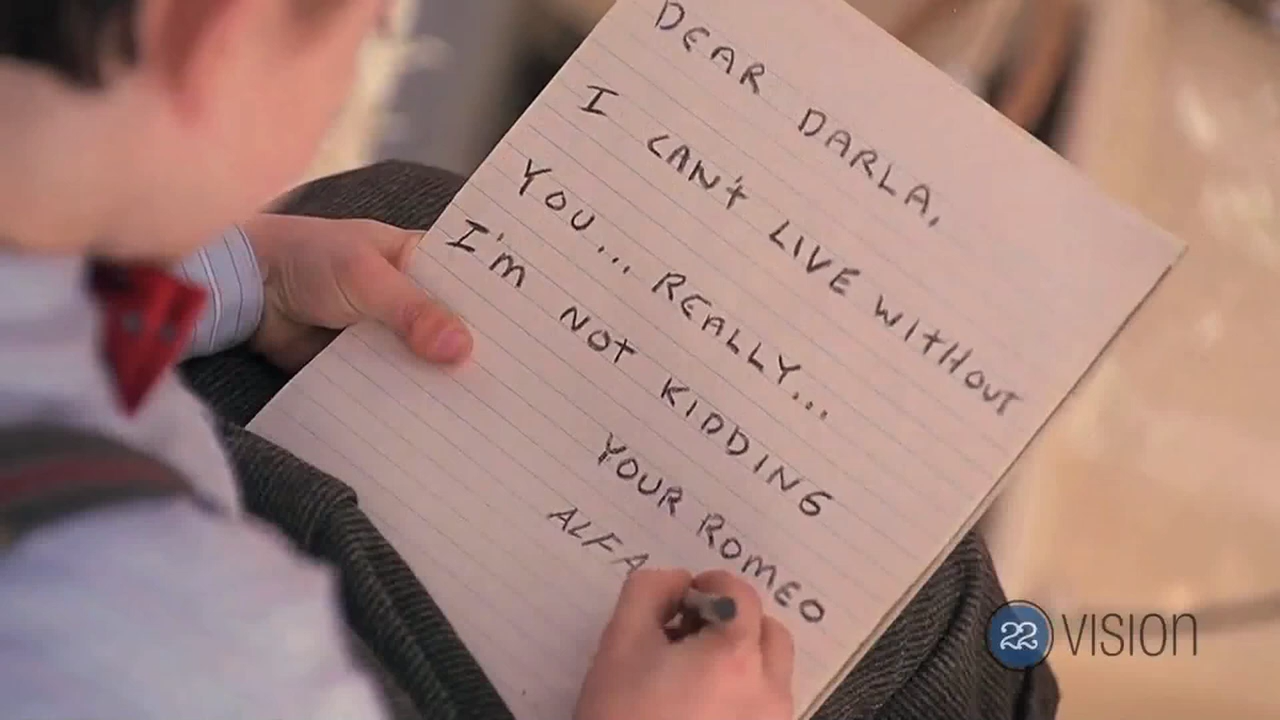 DEAR DARLA,
I CAN't LIVE WITHOUT
YOU... REALLY...
I'm NOT KIDDING
YOUR ROMEO
ALFA
22 VISION